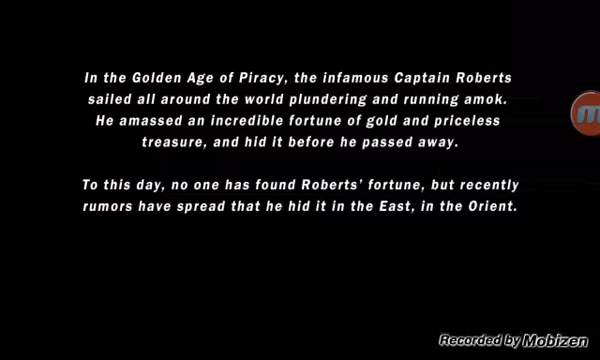 In the Golden Age of Piracy, the infamous Captain Roberts
sailed all around the world plundering and running amok.
He amassed an incredible fortune of gold and priceless
treasure, and hid it before he passed away.
To this day, no one has found Roberts' fortune, but recently
rumors have spread that he hid it in the East, in the Orient.
Recorded by Mobizen